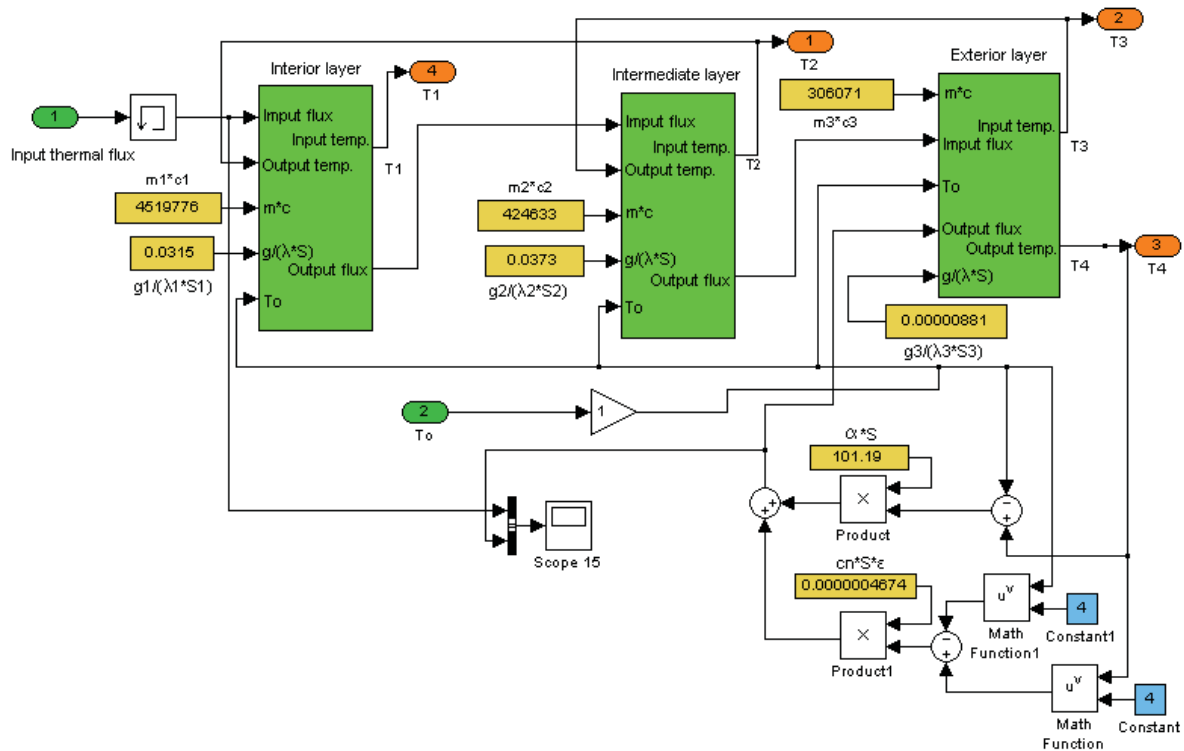 2
T3
1
T2
Interior layer
4
T1
Intermediate layer
Exterior layer
306071
m3*c3
m*c
Input temp.
Imput flux
To
Output flux
Output temp.
g/(λ*S)
T3
T4
3
T4
1
Input thermal flux
Imput flux
Input temp.
Output temp.
m*c
g/(λ*S)
Output flux
To
T1
m1*c1
4519776
0.0315
g1/(λ1*S1)
Imput flux
Input temp.
Output temp.
m*c
g/(λ*S)
Output flux
To
T2
m2*c2
424633
0.0373
g2/(λ2*S2)
0.00000881
g3/(λ3*S3)
2
To
1
α*S
101.19
×
Product
+
+
−
+
Scope 15
cn*S*ε
0.0000004674
×
Product1
−
+
uᵛ
Math
Function1
4
Constant1
uᵛ
Math
Function
4
Constant